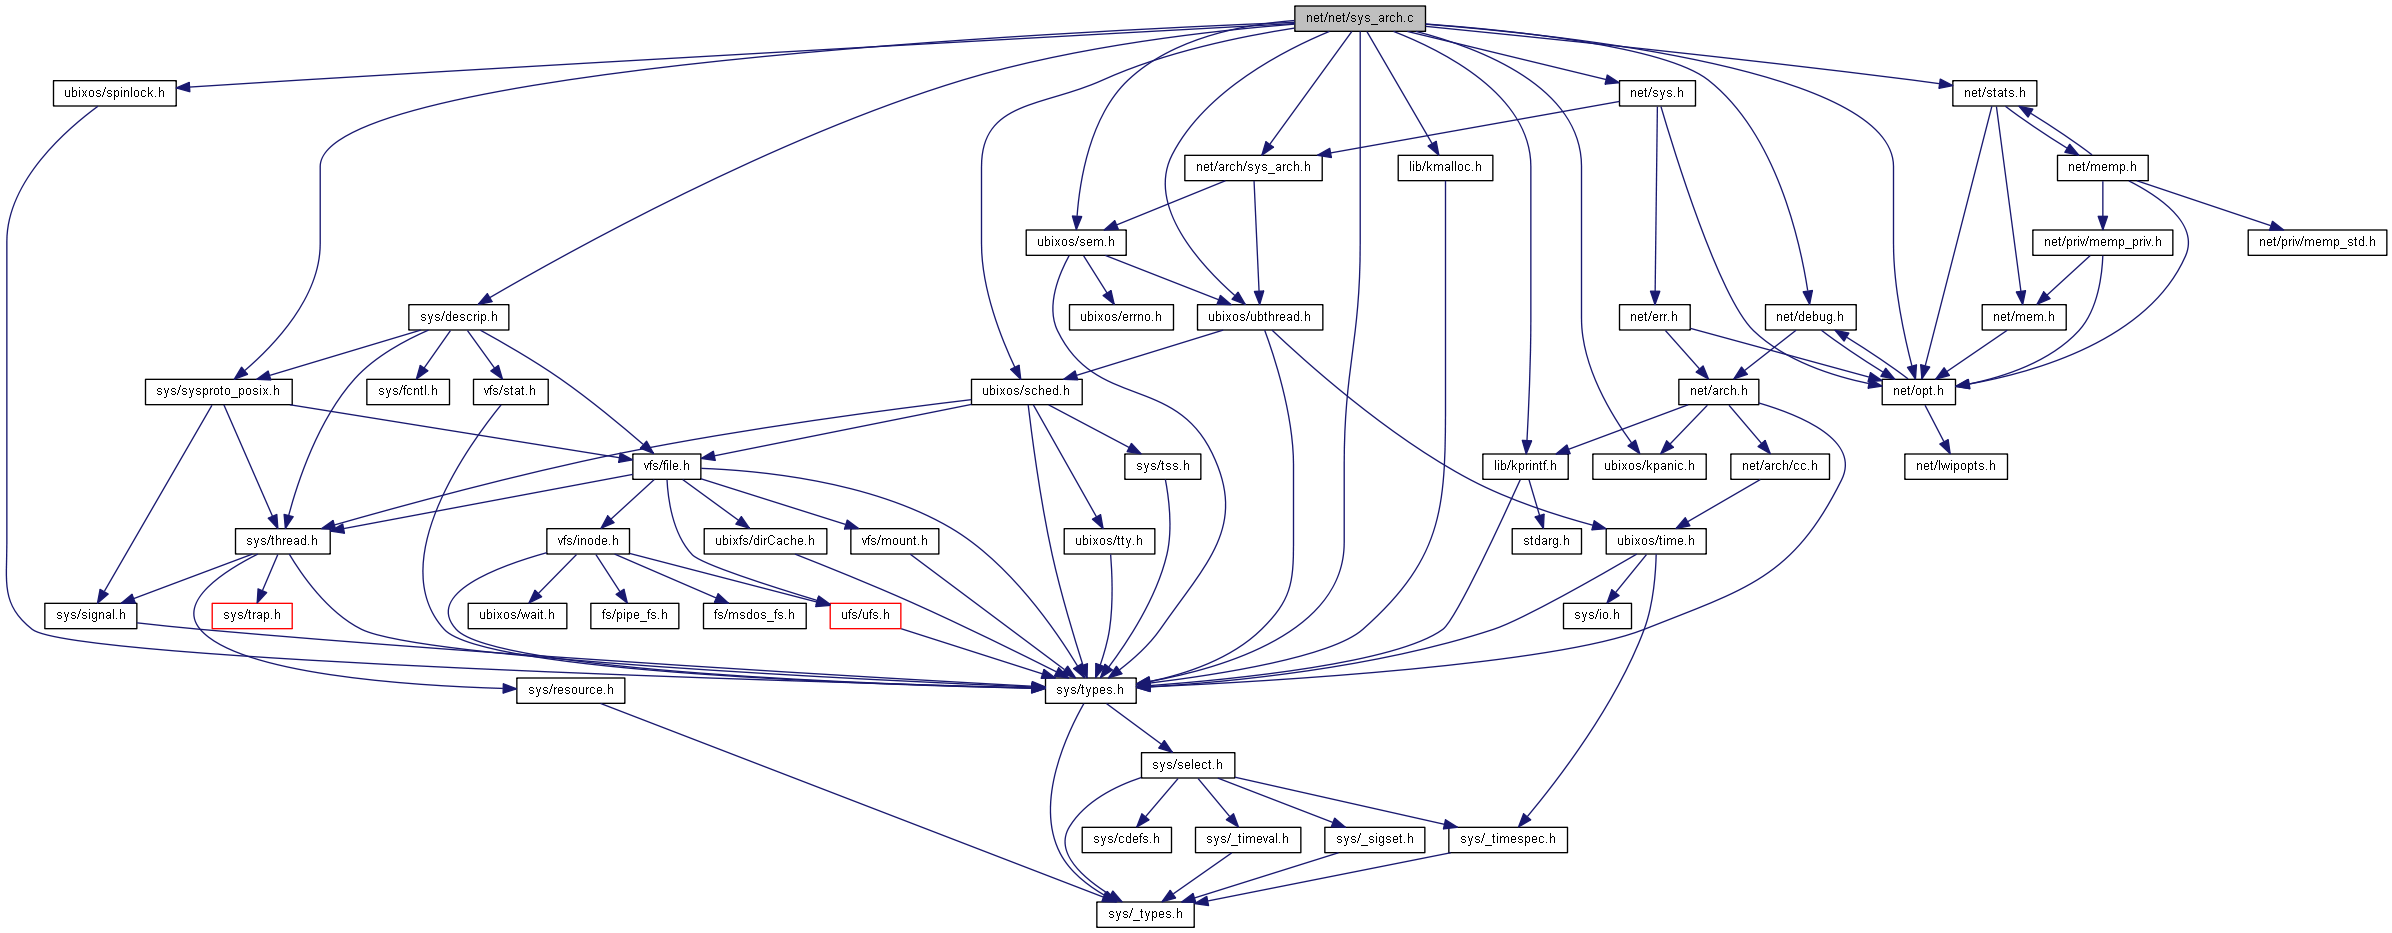 net/net/sys_arch.c
ubixos/spinlock.h
net/sys.h
net/stats.h
net/arch/sys_arch.h
lib/kmalloc.h
net/memp.h
ubixos/sem.h
net/priv/memp_priv.h
net/priv/memp_std.h
sys/descrip.h
ubixos/errno.h
ubixos/ubthread.h
net/err.h
net/debug.h
net/mem.h
sys/sysproto_posix.h
sys/fcntl.h
vfs/stat.h
ubixos/sched.h
net/arch.h
net/opt.h
vfs/file.h
sys/tss.h
lib/kprintf.h
ubixos/kpanic.h
net/arch/cc.h
net/lwipopts.h
sys/thread.h
vfs/inode.h
ubixfs/dirCache.h
vfs/mount.h
ubixos/tty.h
stdarg.h
ubixos/time.h
sys/signal.h
sys/trap.h
ubixos/wait.h
fs/pipe_fs.h
fs/msdos_fs.h
ufs/ufs.h
sys/io.h
sys/resource.h
sys/types.h
sys/select.h
sys/cdefs.h
sys/_timeval.h
sys/_sigset.h
sys/_timespec.h
sys/_types.h